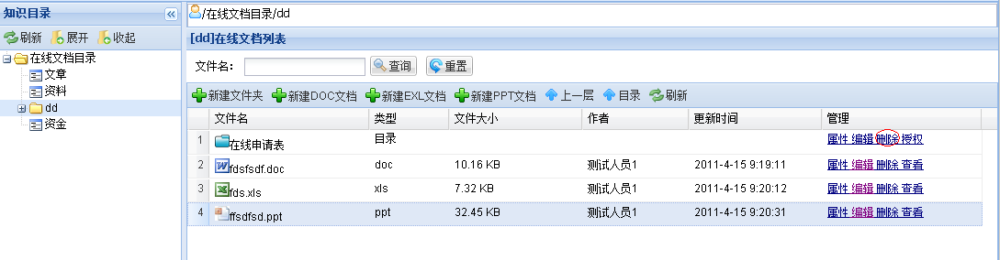 知识目录
刷新 展开 收起
在线文档目录
文章
资料
dd
资金
/在线文档目录/dd
[dd]在线文档列表
文件名: 查询 重置
新建文件夹 新建DOC文档 新建EXL文档 新建PPT文档 上一层 目录 刷新
文件名 类型 文件大小 作者 更新时间 管理
1 在线申请表 目录 属性 编辑 删除 授权
2 fdsfsdf.doc doc 10.16 KB 测试人员1 2011-4-15 9:19:11 属性 编辑 删除 查看
3 fds.xls xls 7.32 KB 测试人员1 2011-4-15 9:20:12 属性 编辑 删除 查看
4 ffsdfsd.ppt ppt 32.45 KB 测试人员1 2011-4-15 9:20:31 属性 编辑 删除 查看